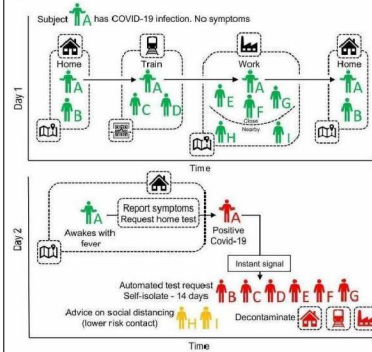 Subject A has COVID-19 infection. No symptoms
Day 1
Home
Train
Work
Home
A
A
A
A
B
C
D
E
F
G
B
Close
Nearby
H
I
Time
Day 2
Awakes with
fever
A
Report symptoms
Request home test
A
Positive
Covid-19
Instant signal
Automated test request
Self-isolate - 14 days
B C D E F G
Advice on social distancing
(lower risk contact)
H I
Decontaminate
Time